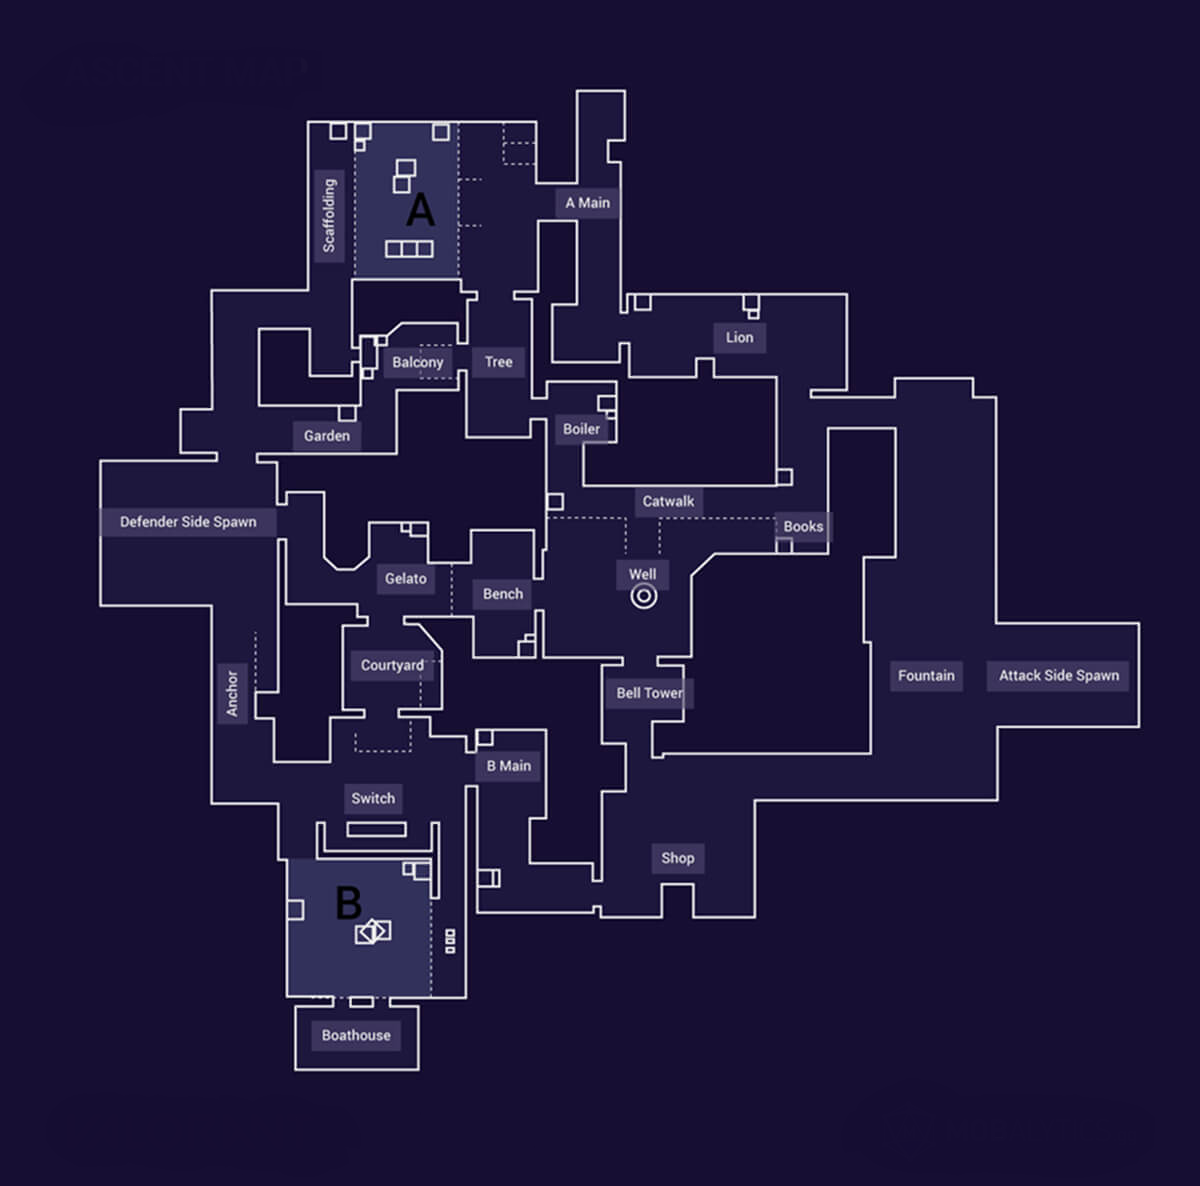 A Main
Scaffolding
A
Lion
Balcony
Tree
Boiler
Garden
Catwalk
Defender Side Spawn
Books
Gelato
Well
Bench
Courtyard
Fountain
Attack Side Spawn
Anchor
Bell Tower
B Main
Switch
Shop
B
Boathouse